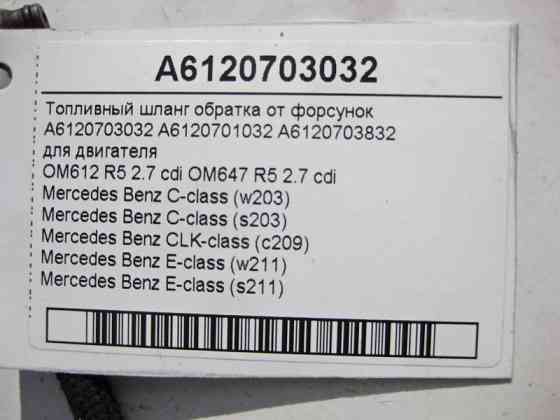 A6120703032
Топливный шланг обратка от форсунок
A6120703032 A6120701032 A6120703832
для двигателя
OM612 R5 2.7 cdi OM647 R5 2.7 cdi
Mercedes Benz C-class (w203)
Mercedes Benz C-class (s203)
Mercedes Benz CLK-class (c209)
Mercedes Benz E-class (w211)
Mercedes Benz E-class (s211)